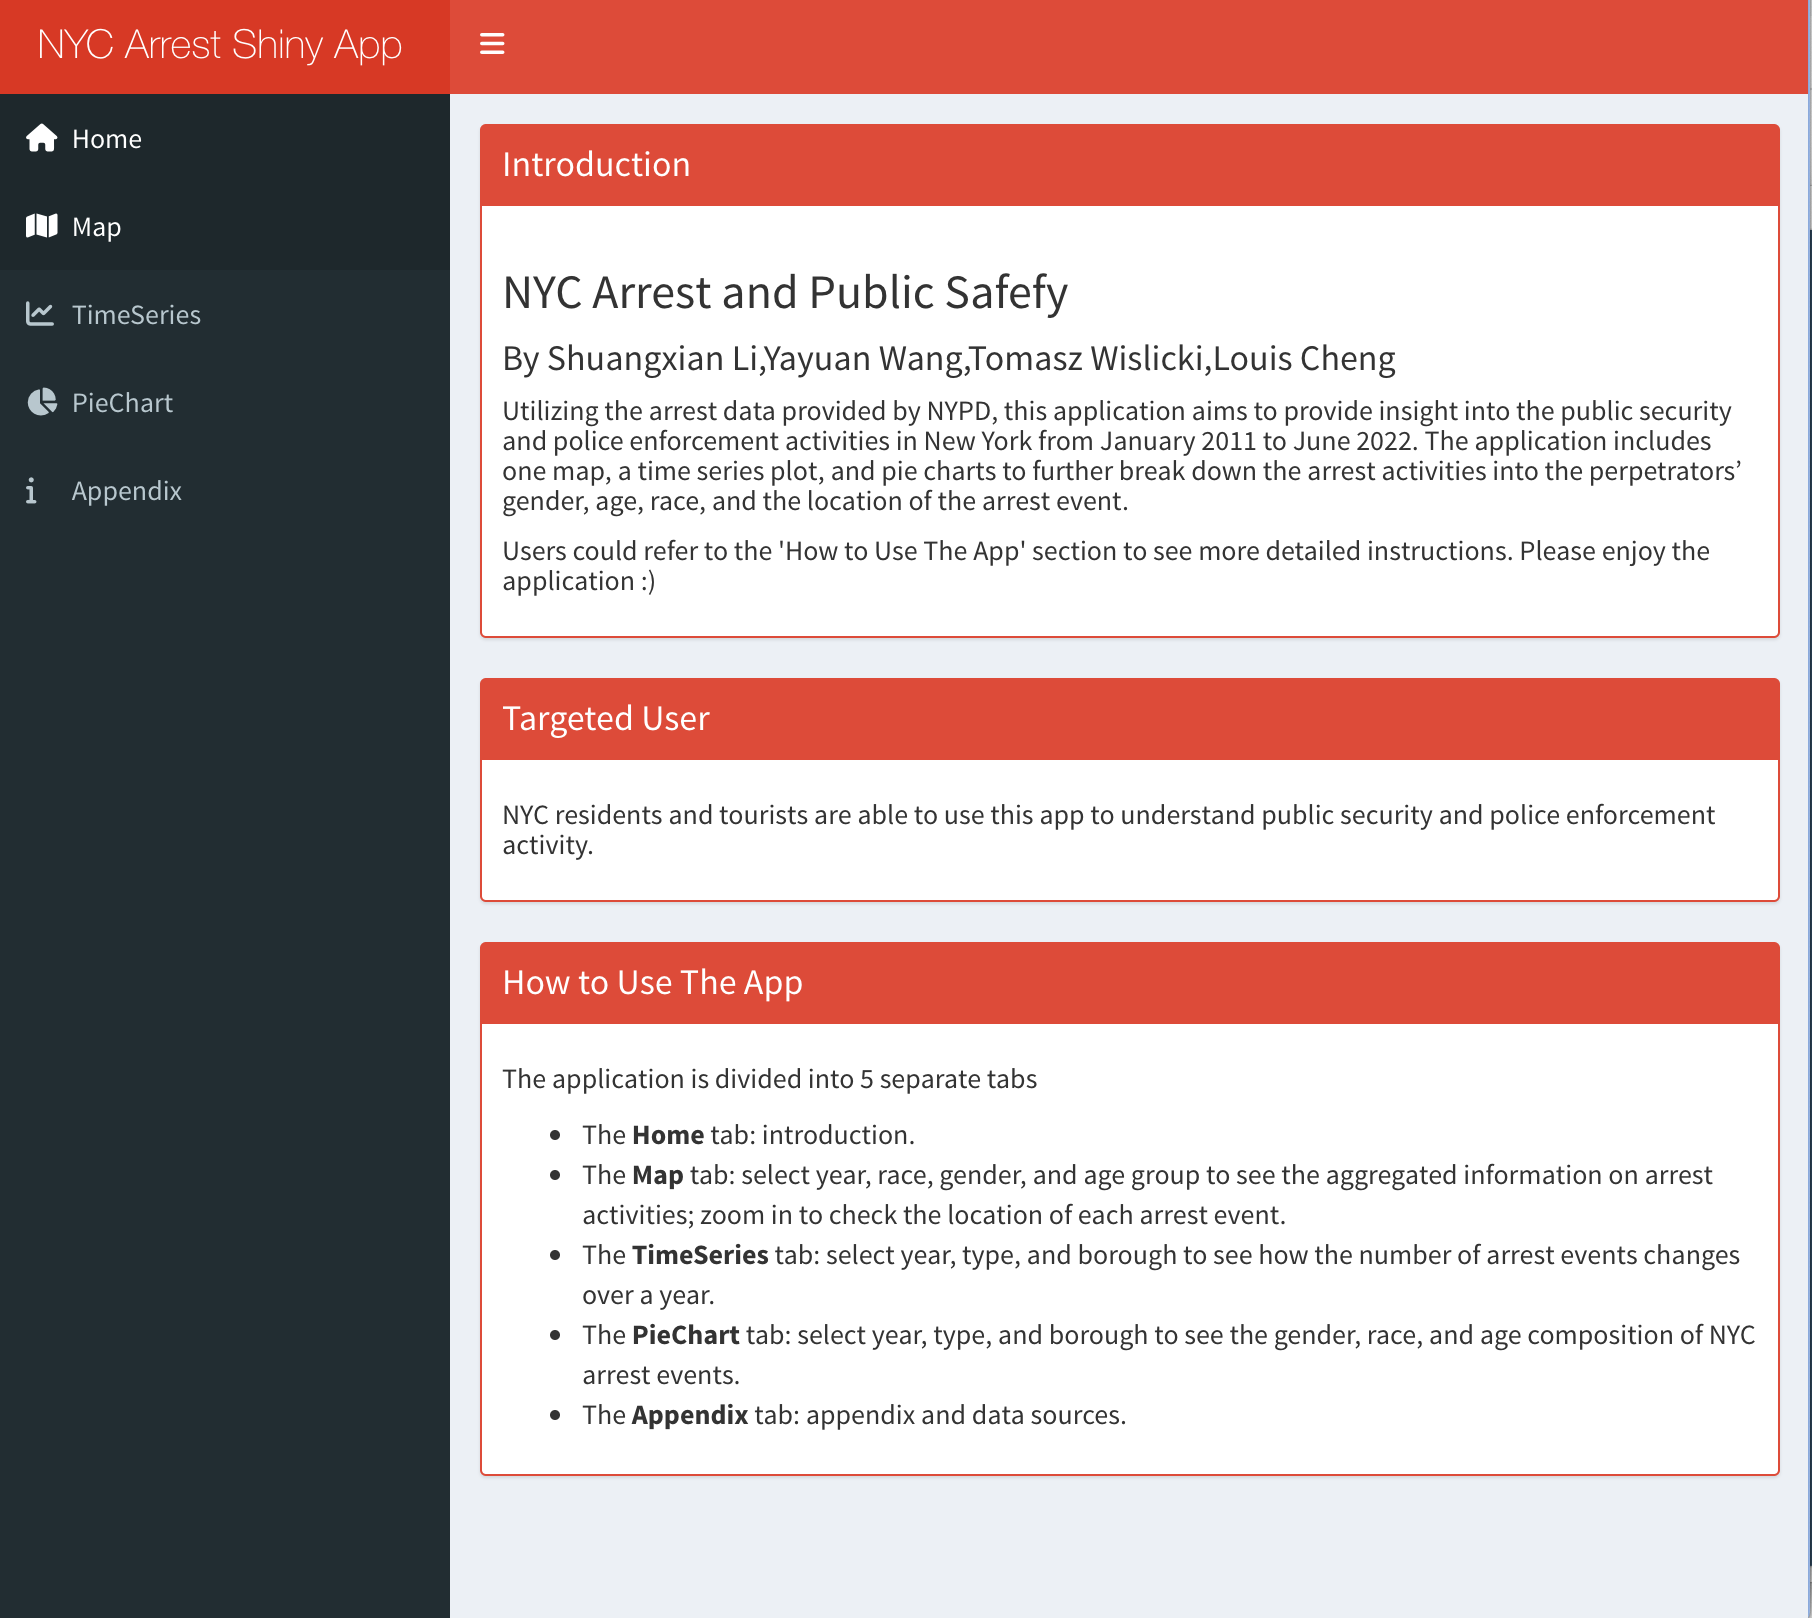 NYC Arrest Shiny App
Home
Map
TimeSeries
PieChart
Appendix
Introduction
NYC Arrest and Public Safefy
By Shuangxian Li,Yayuan Wang,Tomasz Wislicki,Louis Cheng
Utilizing the arrest data provided by NYPD, this application aims to provide insight into the public security
and police enforcement activities in New York from January 2011 to June 2022. The application includes
one map, a time series plot, and pie charts to further break down the arrest activities into the perpetrators’
gender, age, race, and the location of the arrest event.
Users could refer to the 'How to Use The App' section to see more detailed instructions. Please enjoy the
application :)
Targeted User
NYC residents and tourists are able to use this app to understand public security and police enforcement
activity.
How to Use The App
The application is divided into 5 separate tabs
• The Home tab: introduction.
• The Map tab: select year, race, gender, and age group to see the aggregated information on arrest
activities; zoom in to check the location of each arrest event.
• The TimeSeries tab: select year, type, and borough to see how the number of arrest events changes
over a year.
• The PieChart tab: select year, type, and borough to see the gender, race, and age composition of NYC
arrest events.
• The Appendix tab: appendix and data sources.